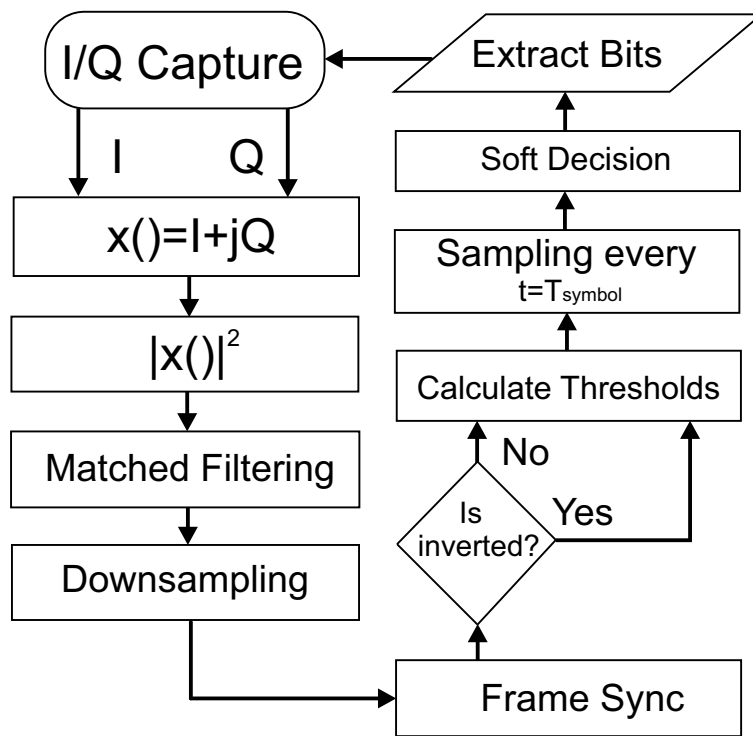 I/Q Capture
I
Q
x()=I+jQ
|x()|²
Matched Filtering
Downsampling
Frame Sync
Is
inverted?
No
Yes
Calculate Thresholds
Sampling every
t=Tsymbol
Soft Decision
Extract Bits